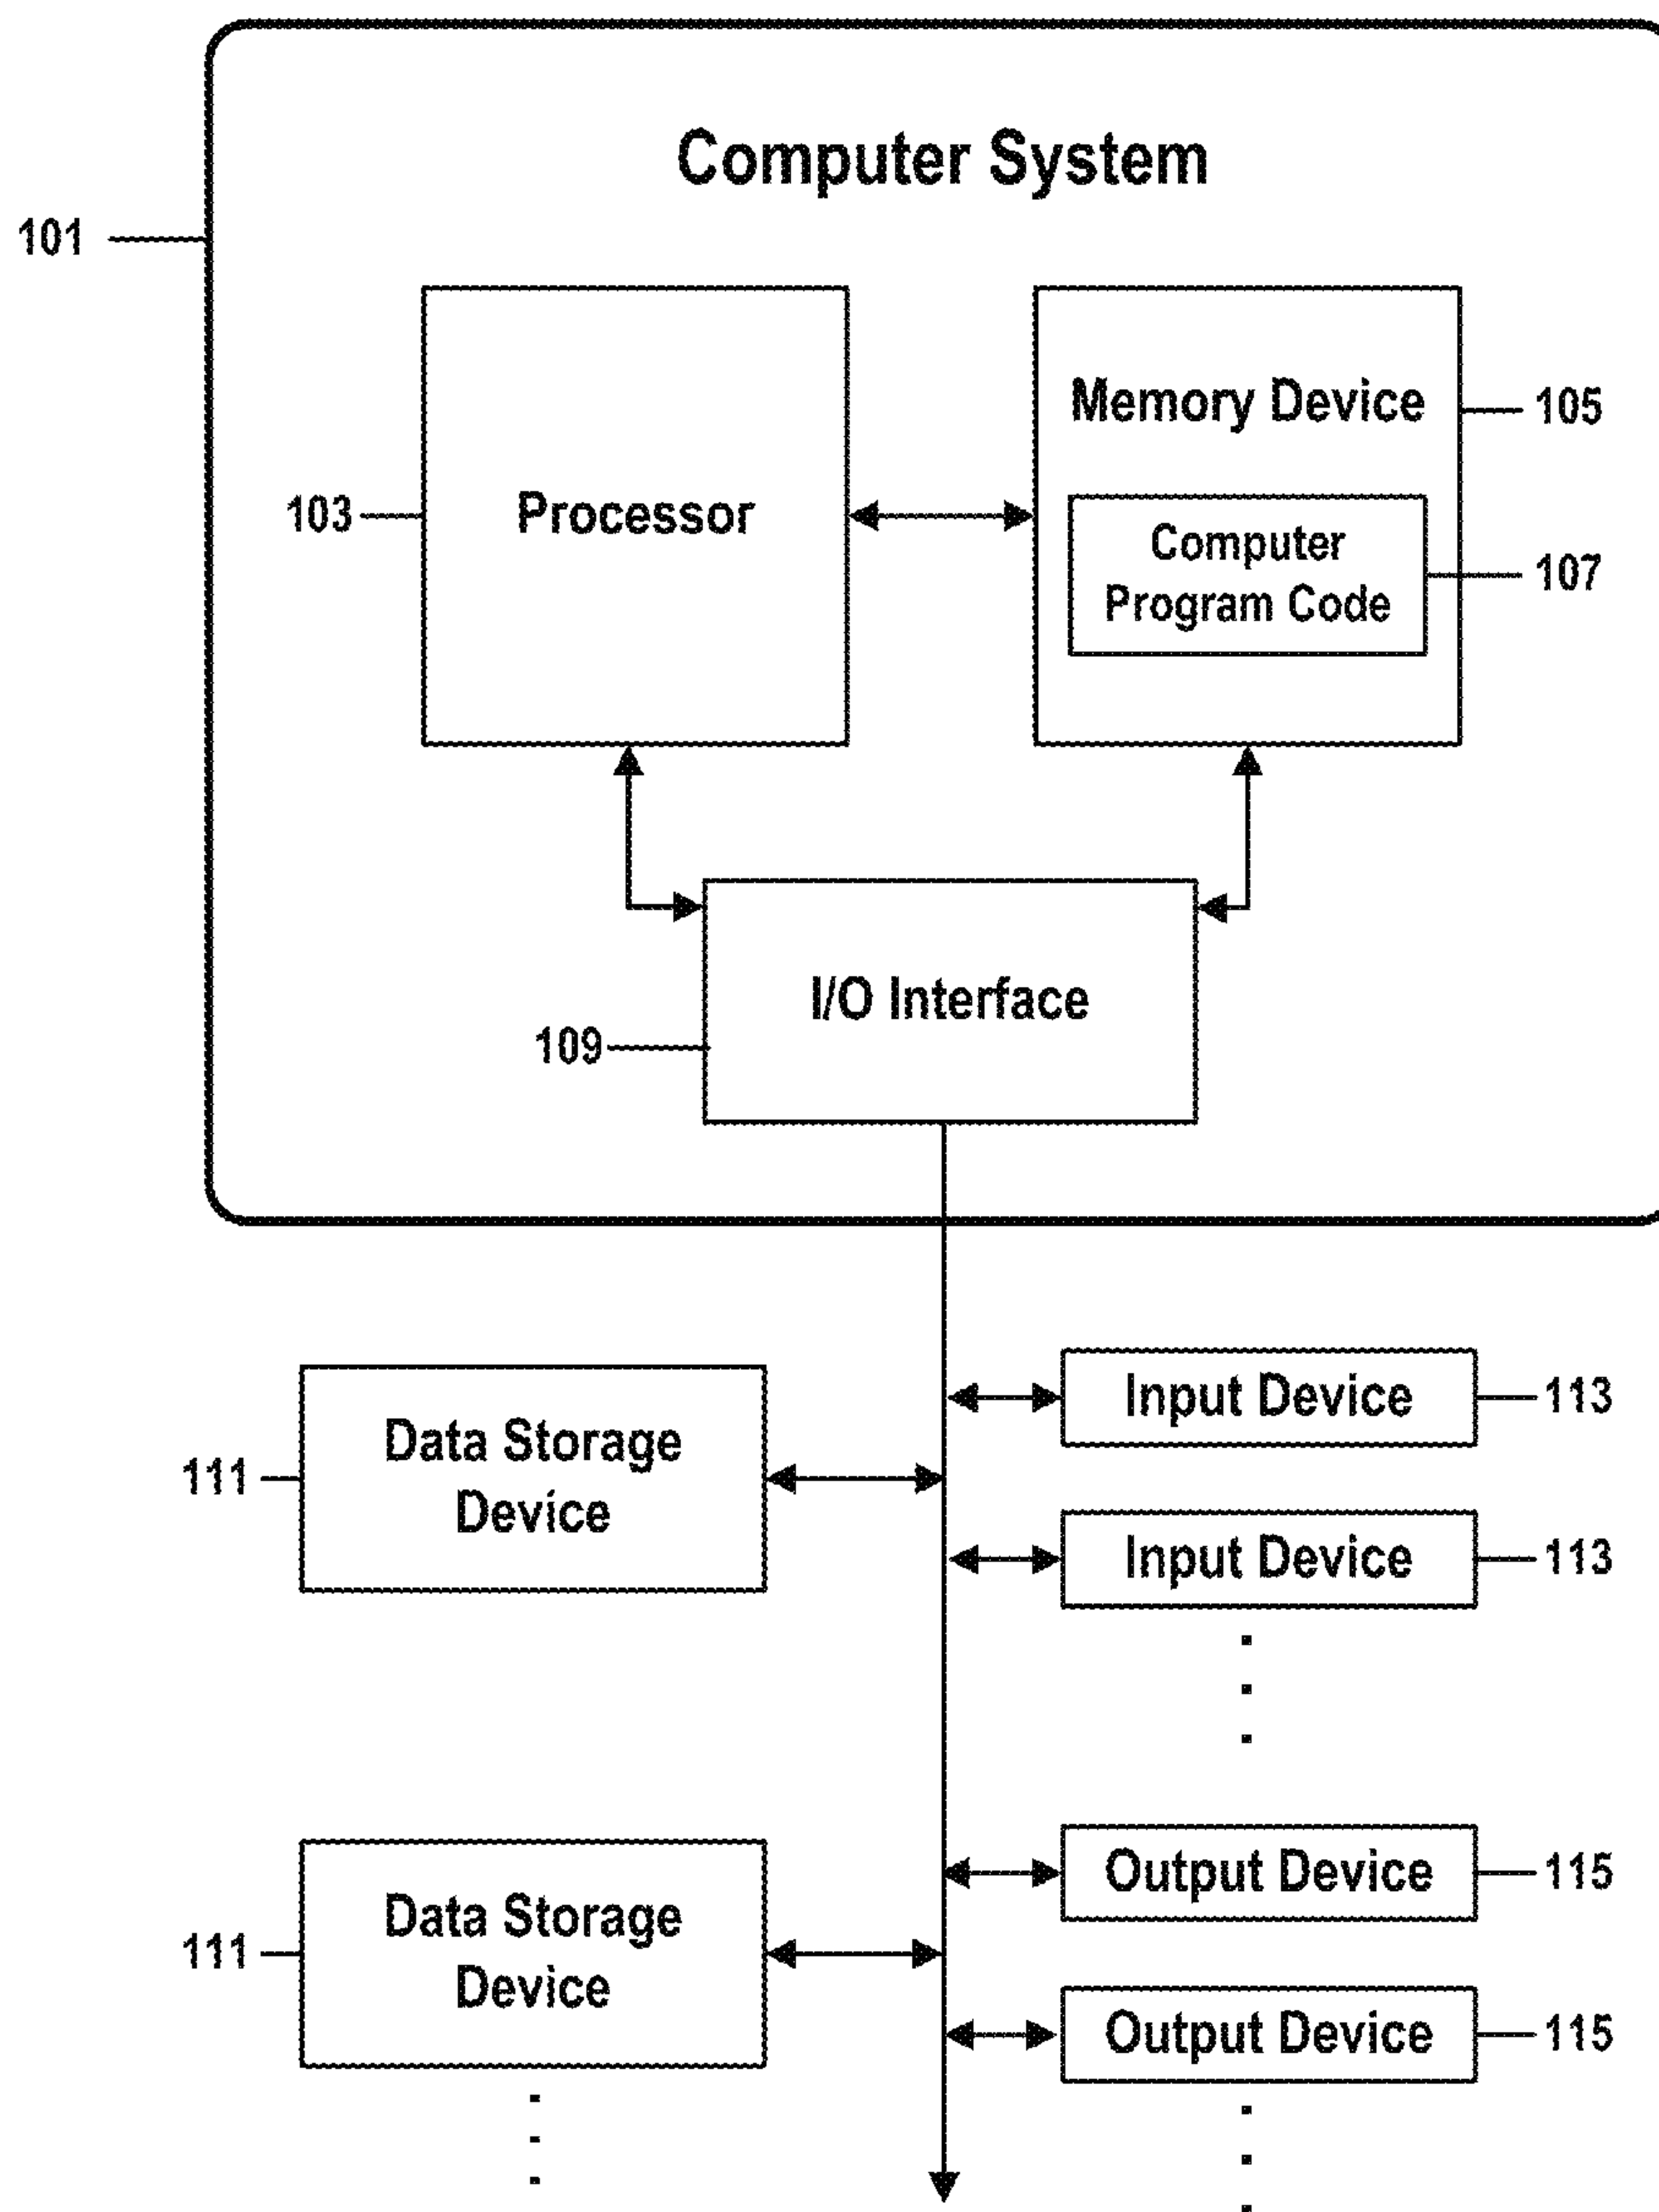 Computer System
101
Memory Device
105
103
Processor
Computer
Program Code
107
I/O Interface
109
Input Device
113
Data Storage
Device
111
Input Device
113
Output Device
115
Data Storage
Device
111
Output Device
115